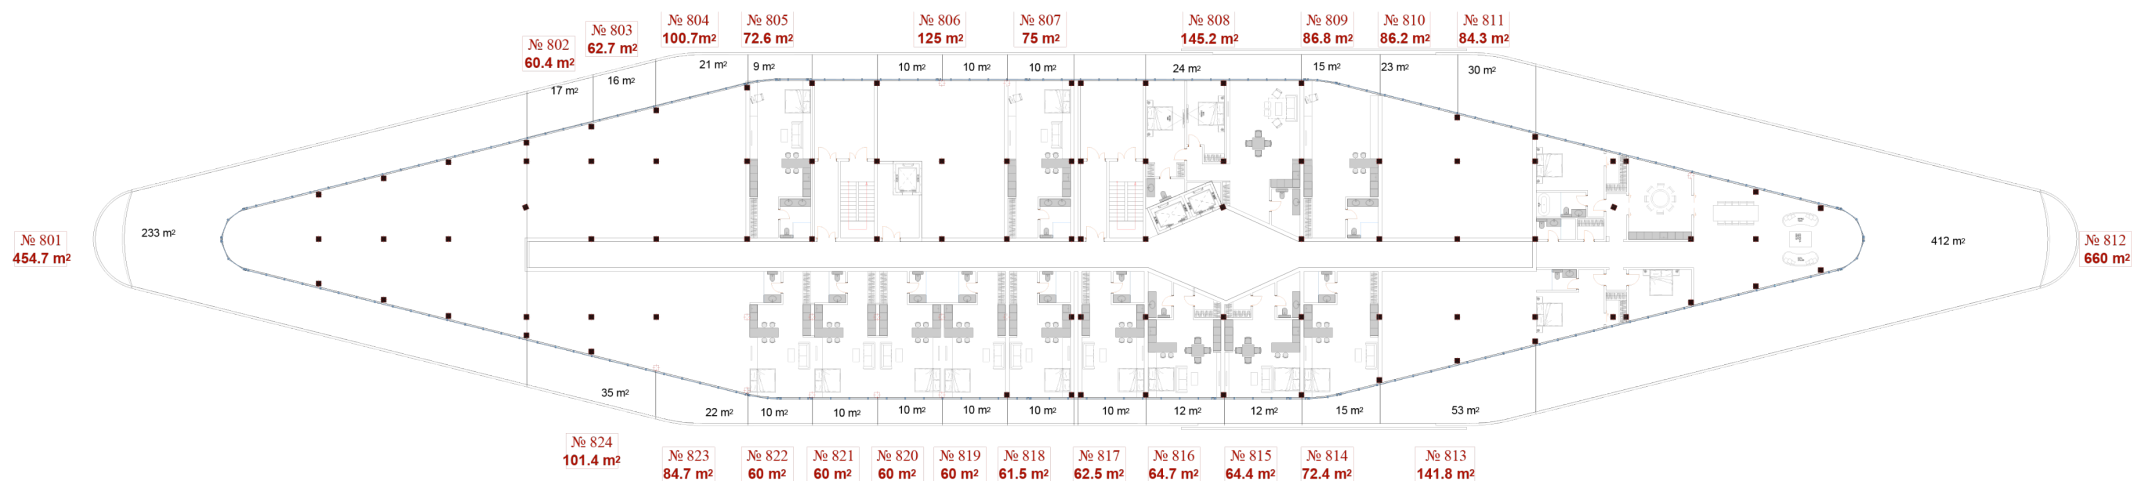 № 801
454.7 m²
№ 802
60.4 m²
№ 803
62.7 m²
№ 804
100.7m²
№ 805
72.6 m²
№ 806
125 m²
№ 807
75 m²
№ 808
145.2 m²
№ 809
86.8 m²
№ 810
86.2 m²
№ 811
84.3 m²
17 m²
16 m²
21 m²
9 m²
10 m²
10 m²
10 m²
24 m²
15 m²
23 m²
30 m²
233 m²
412 m²
№ 812
660 m²
35 m²
22 m²
10 m²
10 m²
10 m²
10 m²
10 m²
10 m²
12 m²
12 m²
15 m²
53 m²
№ 824
101.4 m²
№ 823
84.7 m²
№ 822
60 m²
№ 821
60 m²
№ 820
60 m²
№ 819
60 m²
№ 818
61.5 m²
№ 817
62.5 m²
№ 816
64.7 m²
№ 815
64.4 m²
№ 814
72.4 m²
№ 813
141.8 m²